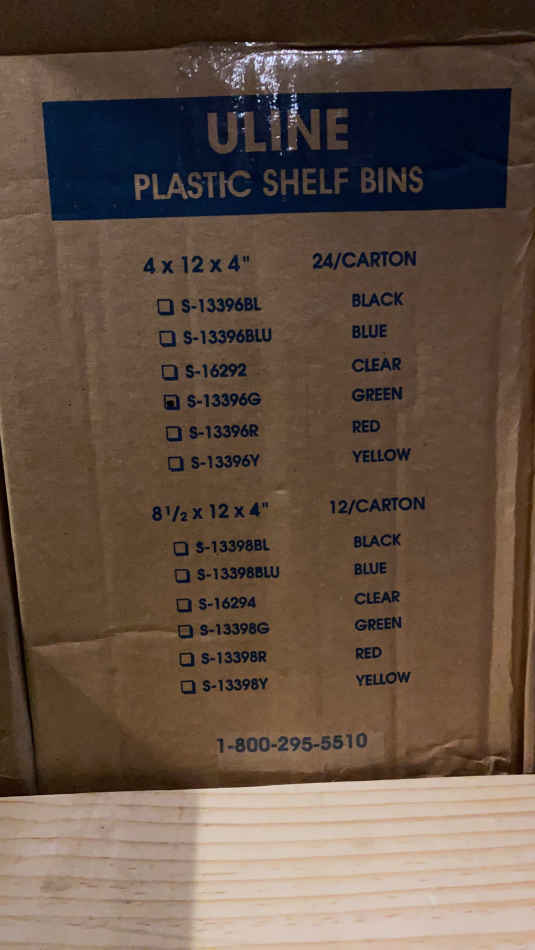 ULINE
PLASTIC SHELF BINS
4 x 12 x 4" 24/CARTON
S-13396BL BLACK
S-13396BLU BLUE
S-16292 CLEAR
S-13396G GREEN
S-13396R RED
S-13396Y YELLOW
8 1/2 x 12 x 4" 12/CARTON
S-13398BL BLACK
S-13398BLU BLUE
S-16294 CLEAR
S-13398G GREEN
S-13398R RED
S-13398Y YELLOW
1-800-295-5510